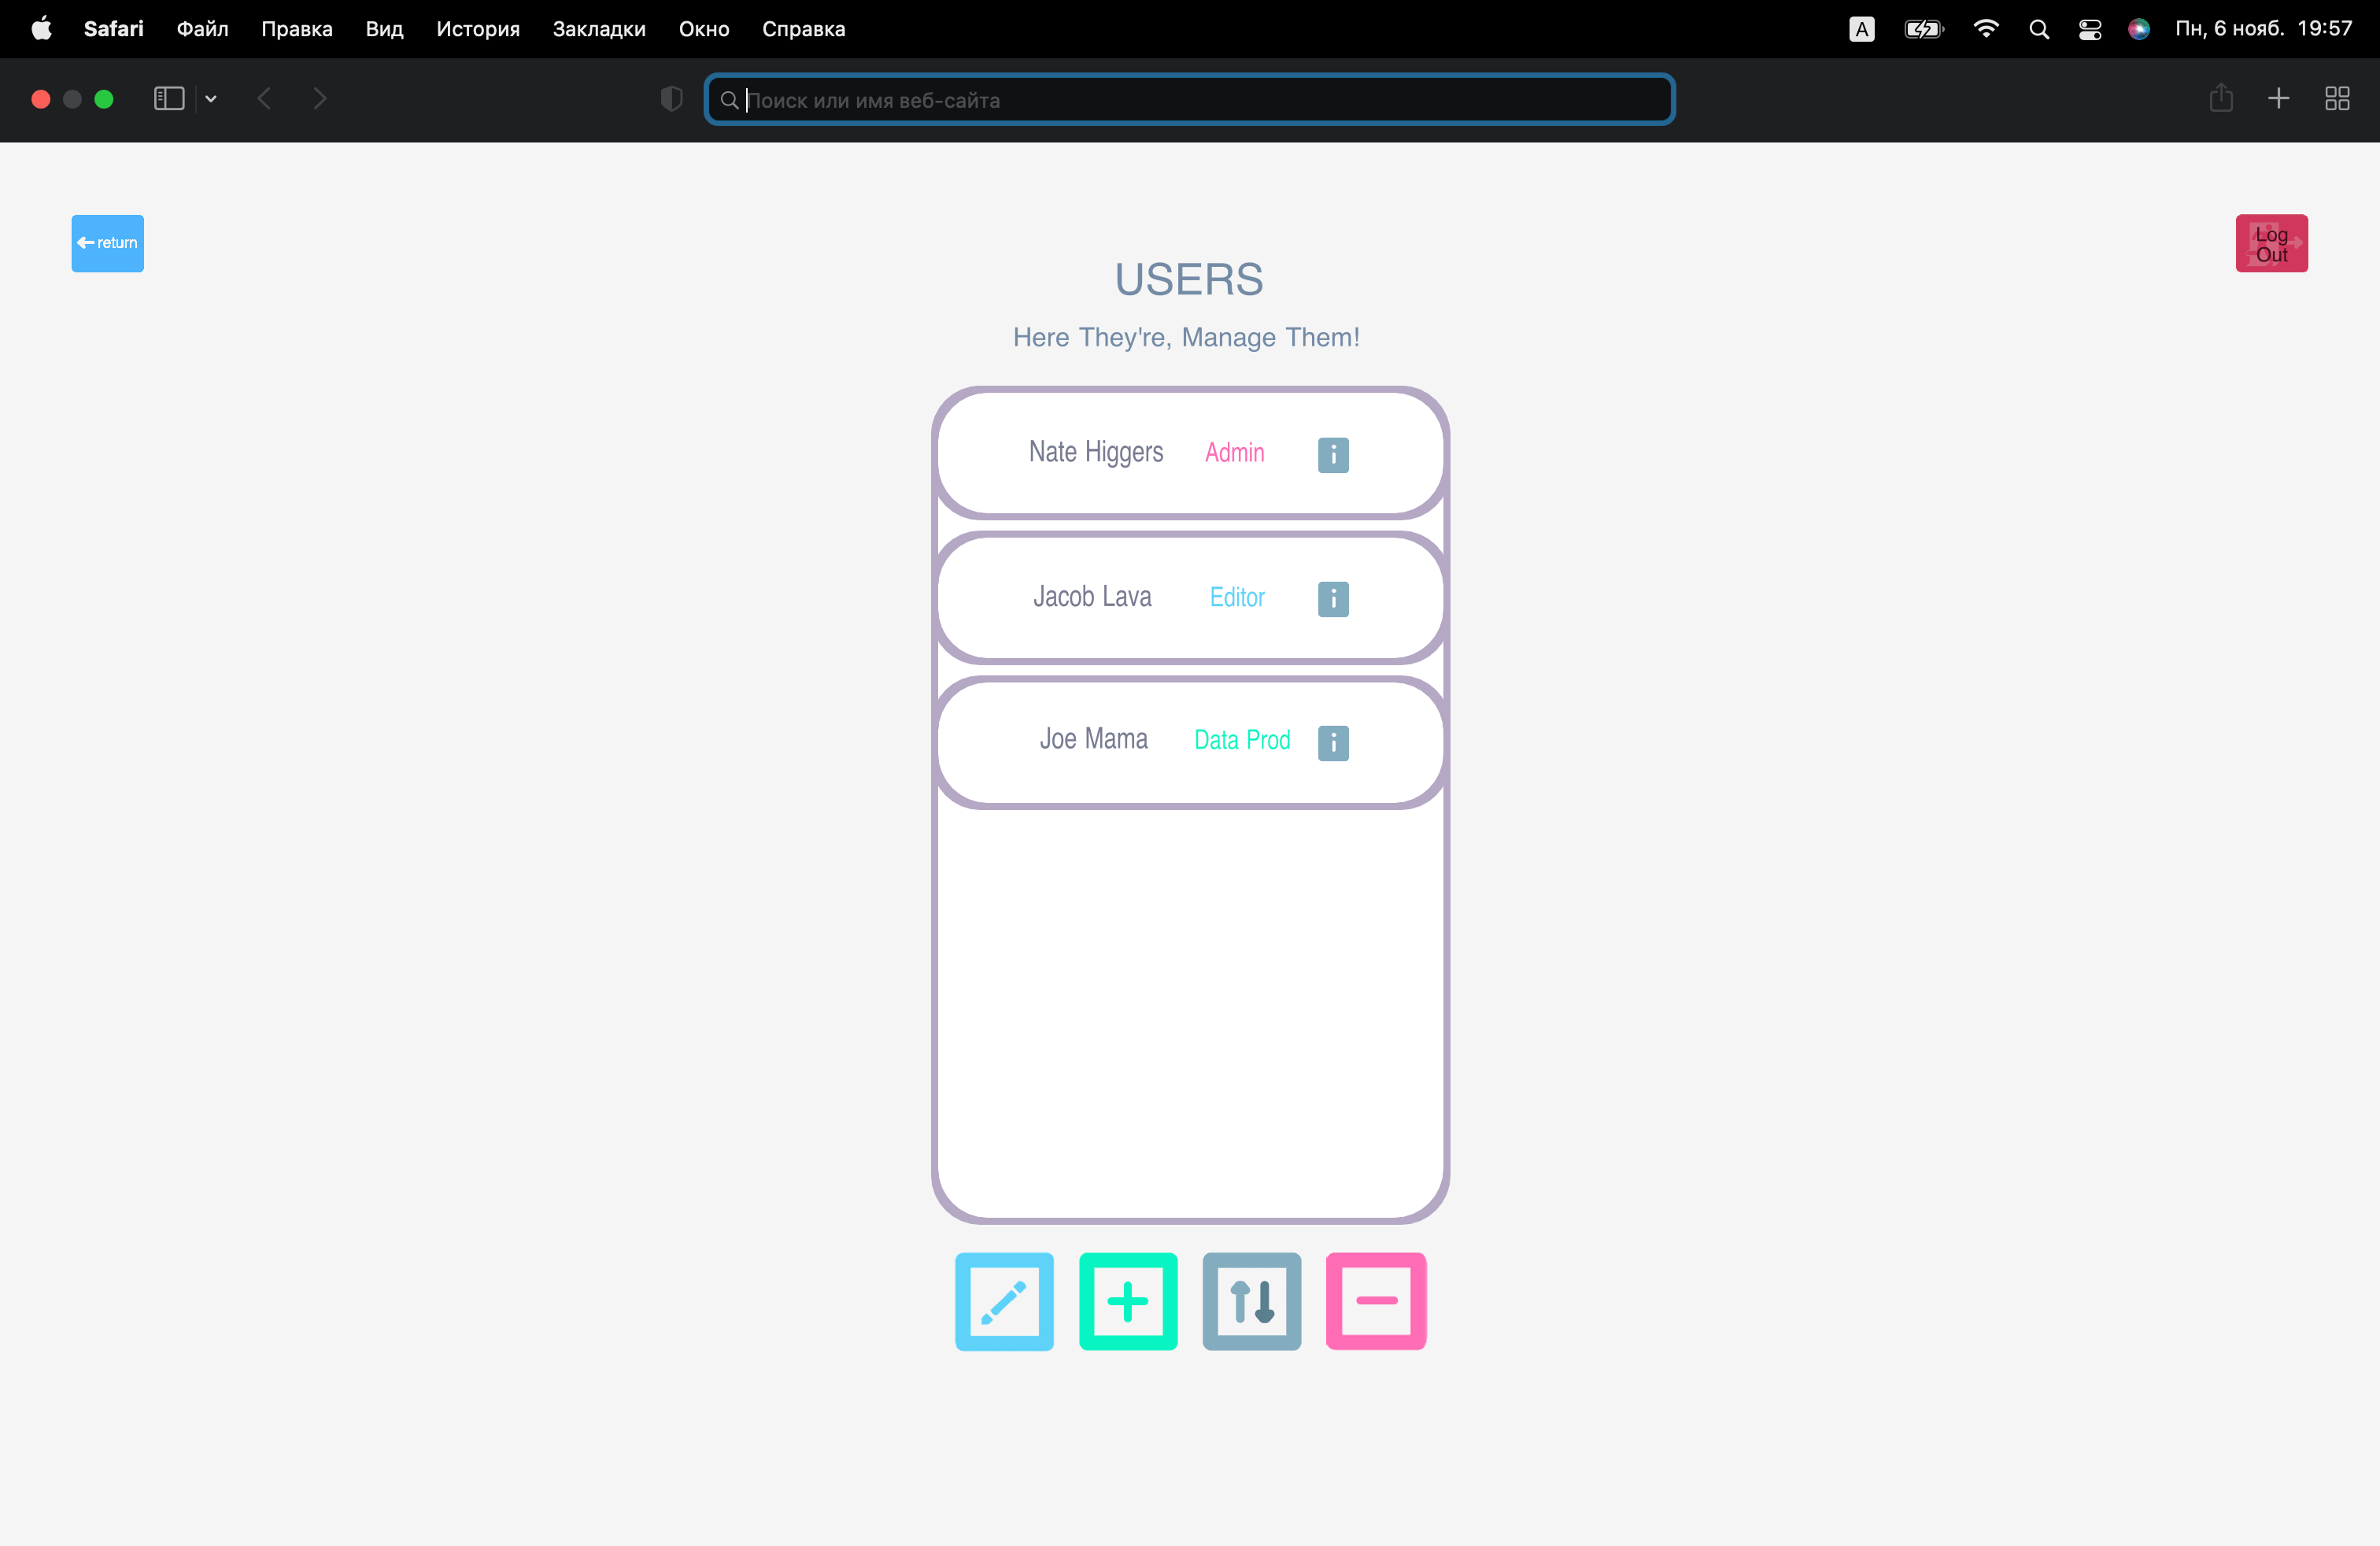 Safari Файл Правка Вид История Закладки Окно Справка A Пн, 6 нояб. 19:57
Поиск или имя веб-сайта
return
Log
Out
USERS
Here They're, Manage Them!
Nate Higgers Admin i
Jacob Lava Editor i
Joe Mama Data Prod i